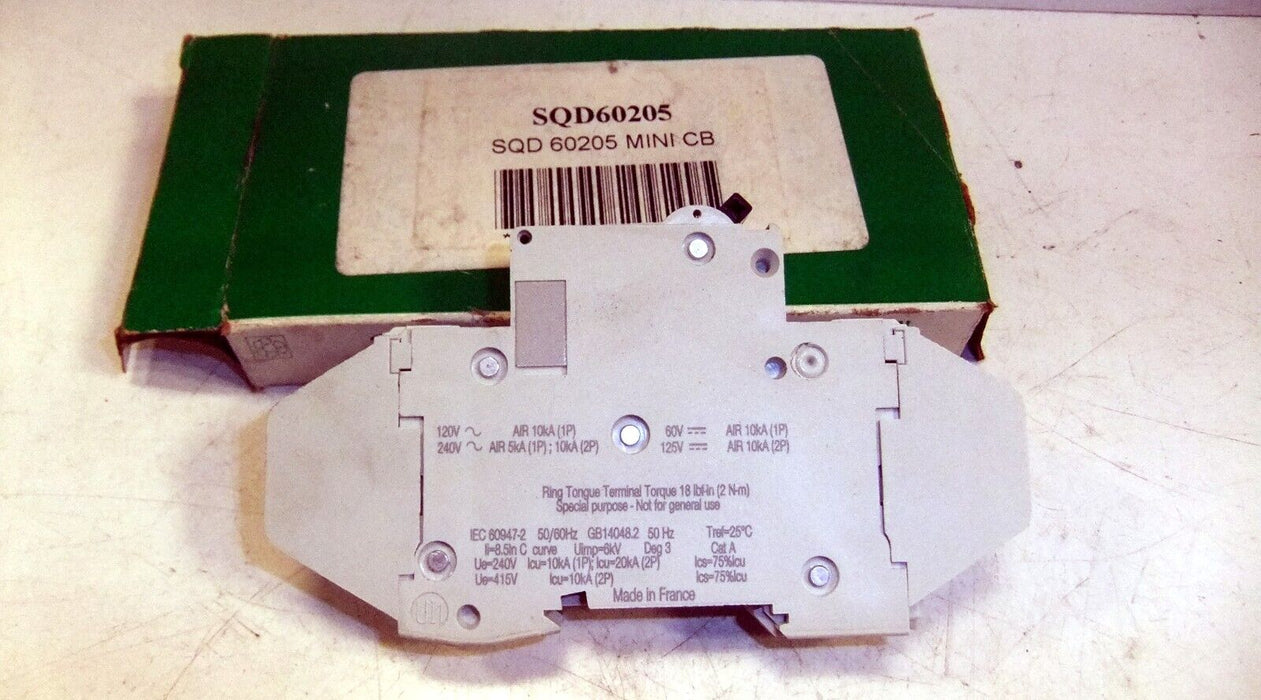 SQD60205
SQD 60205 MINI CB
*
120V ~ AIR 10kA (1P) 60V ⎓ AIR 10kA (1P)
240V ~ AIR 5kA (1P) ; 10kA (2P) 125V ⎓ AIR 10kA (2P)
Ring Tongue Terminal Torque 18 lbf-in (2 N-m)
Special purpose - Not for general use
IEC 60947-2 50/60Hz GB14048.2 50 Hz Tref=25°C
Ii=8.5In C curve Uimp=6kV Deg 3 Cat A
Ue=240V Icu=10kA (1P); Icu=20kA (2P) Ics=75%Icu
Ue=415V Icu=10kA (2P) Ics=75%Icu
Made in France